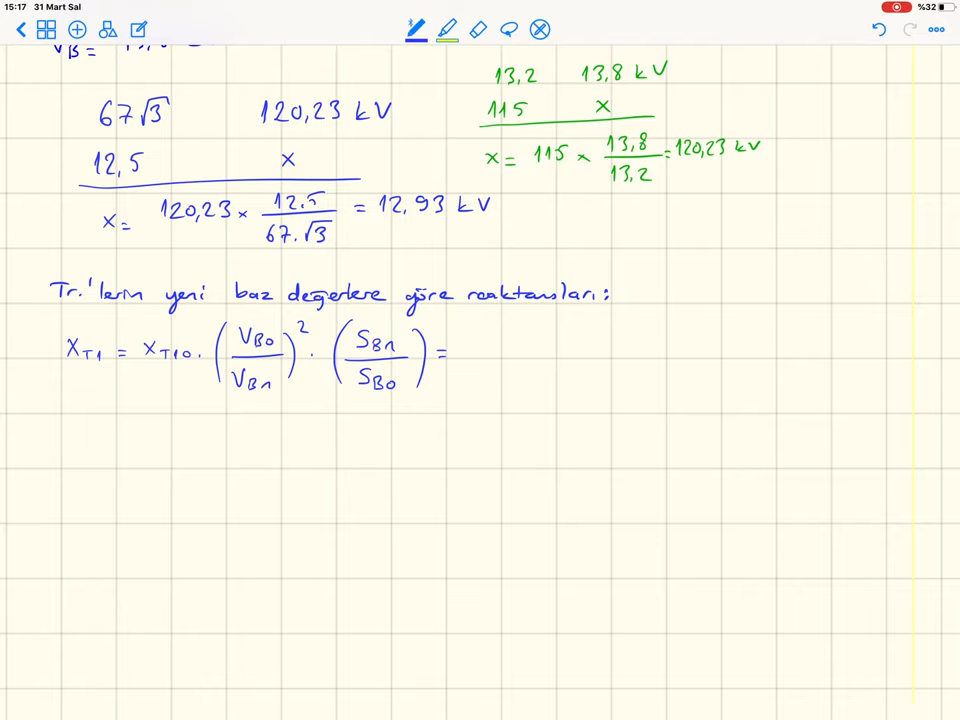 15:17 31 Mart Sal %32
V_B =
67√3 120,23 kV
12,5 x
x = 120,23 × 12,5 / 67.√3 = 12,93 kV
13,2 13,8 kV
115 x
x = 115 × 13,8 / 13,2 = 120,23 kV
Tr.'lerin yeni baz değerlere göre reaktansları:
X_T1 = X_T10 . (V_B0 / V_Bn)² . (S_Bn / S_B0) =